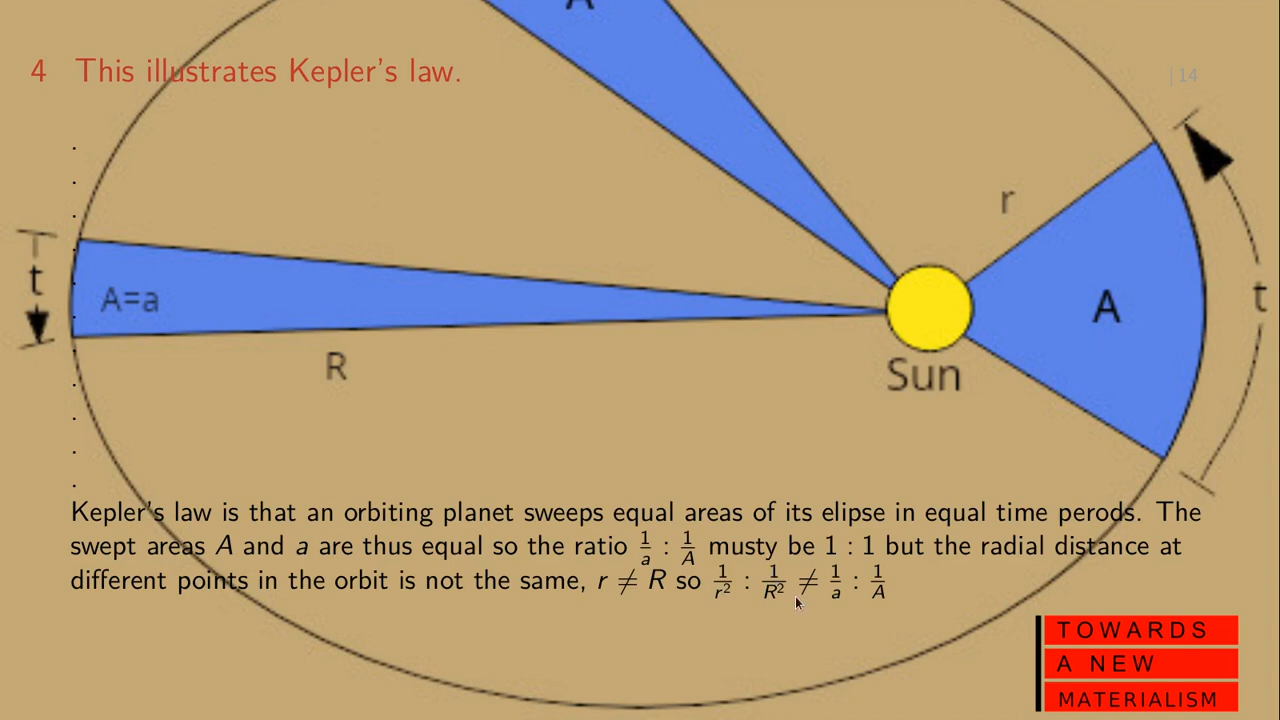 A
4 This illustrates Kepler's law.
| 14
r
t
A=a
A
t
R
Sun
Kepler's law is that an orbiting planet sweeps equal areas of its elipse in equal time perods. The
swept areas A and a are thus equal so the ratio 1/a : 1/A musty be 1 : 1 but the radial distance at
different points in the orbit is not the same, r ≠ R so 1/r² : 1/R² ≠ 1/a : 1/A
TOWARDS
A NEW
MATERIALISM